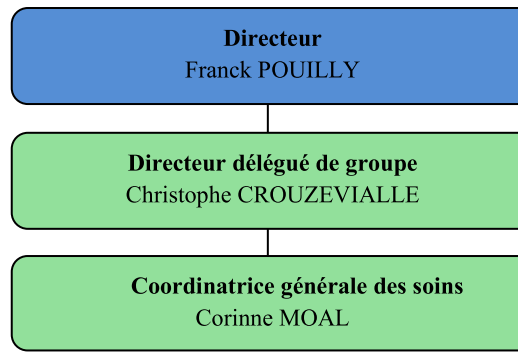 Directeur
Franck POUILLY
Directeur délégué de groupe
Christophe CROUZEVIALLE
Coordinatrice générale des soins
Corinne MOAL